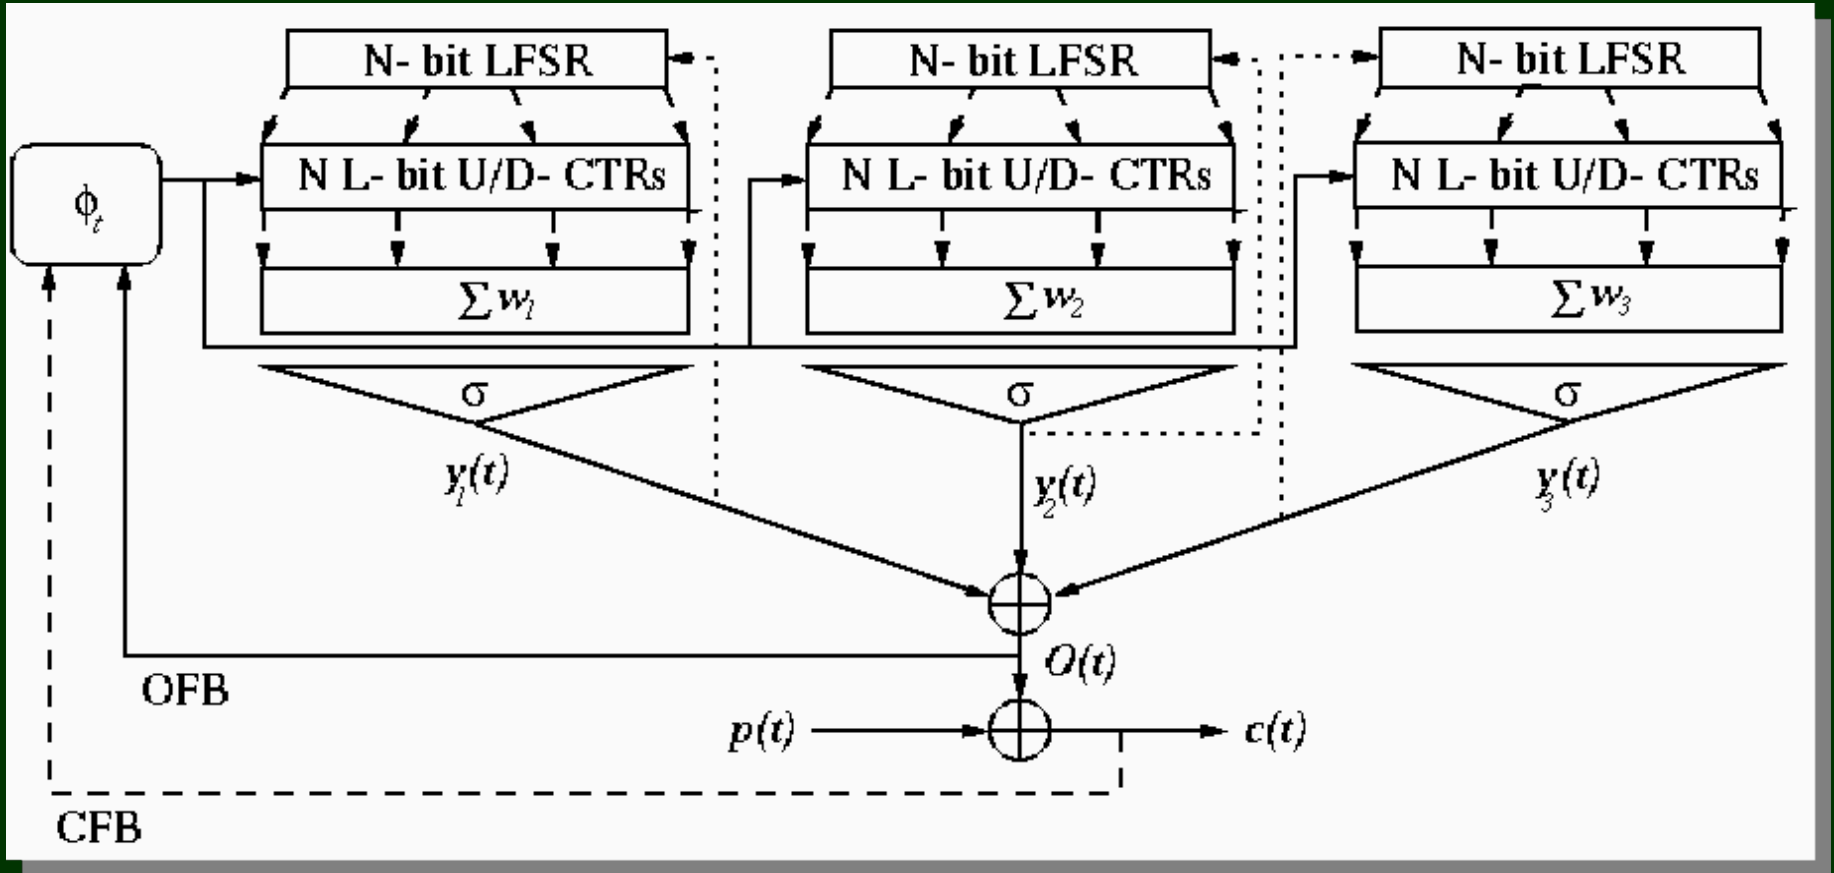 N- bit LFSR N- bit LFSR N- bit LFSR
N L- bit U/D- CTRs N L- bit U/D- CTRs N L- bit U/D- CTRs
ϕt
∑ w1 ∑ w2 ∑ w3
σ σ σ
y1(t) y2(t) y3(t)
O(t)
OFB
p(t) c(t)
CFB